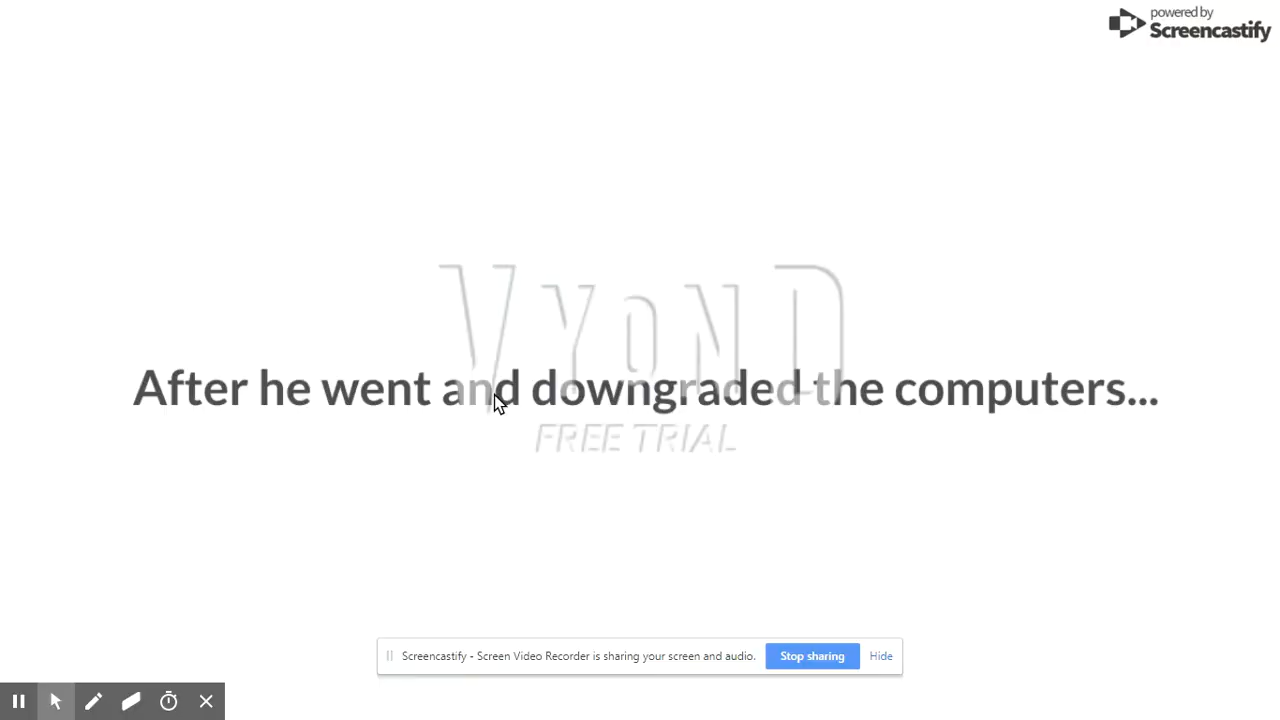 powered by
Screencastify
VYOND
After he went and downgraded the computers...
FREE TRIAL
Screencastify - Screen Video Recorder is sharing your screen and audio. Stop sharing Hide